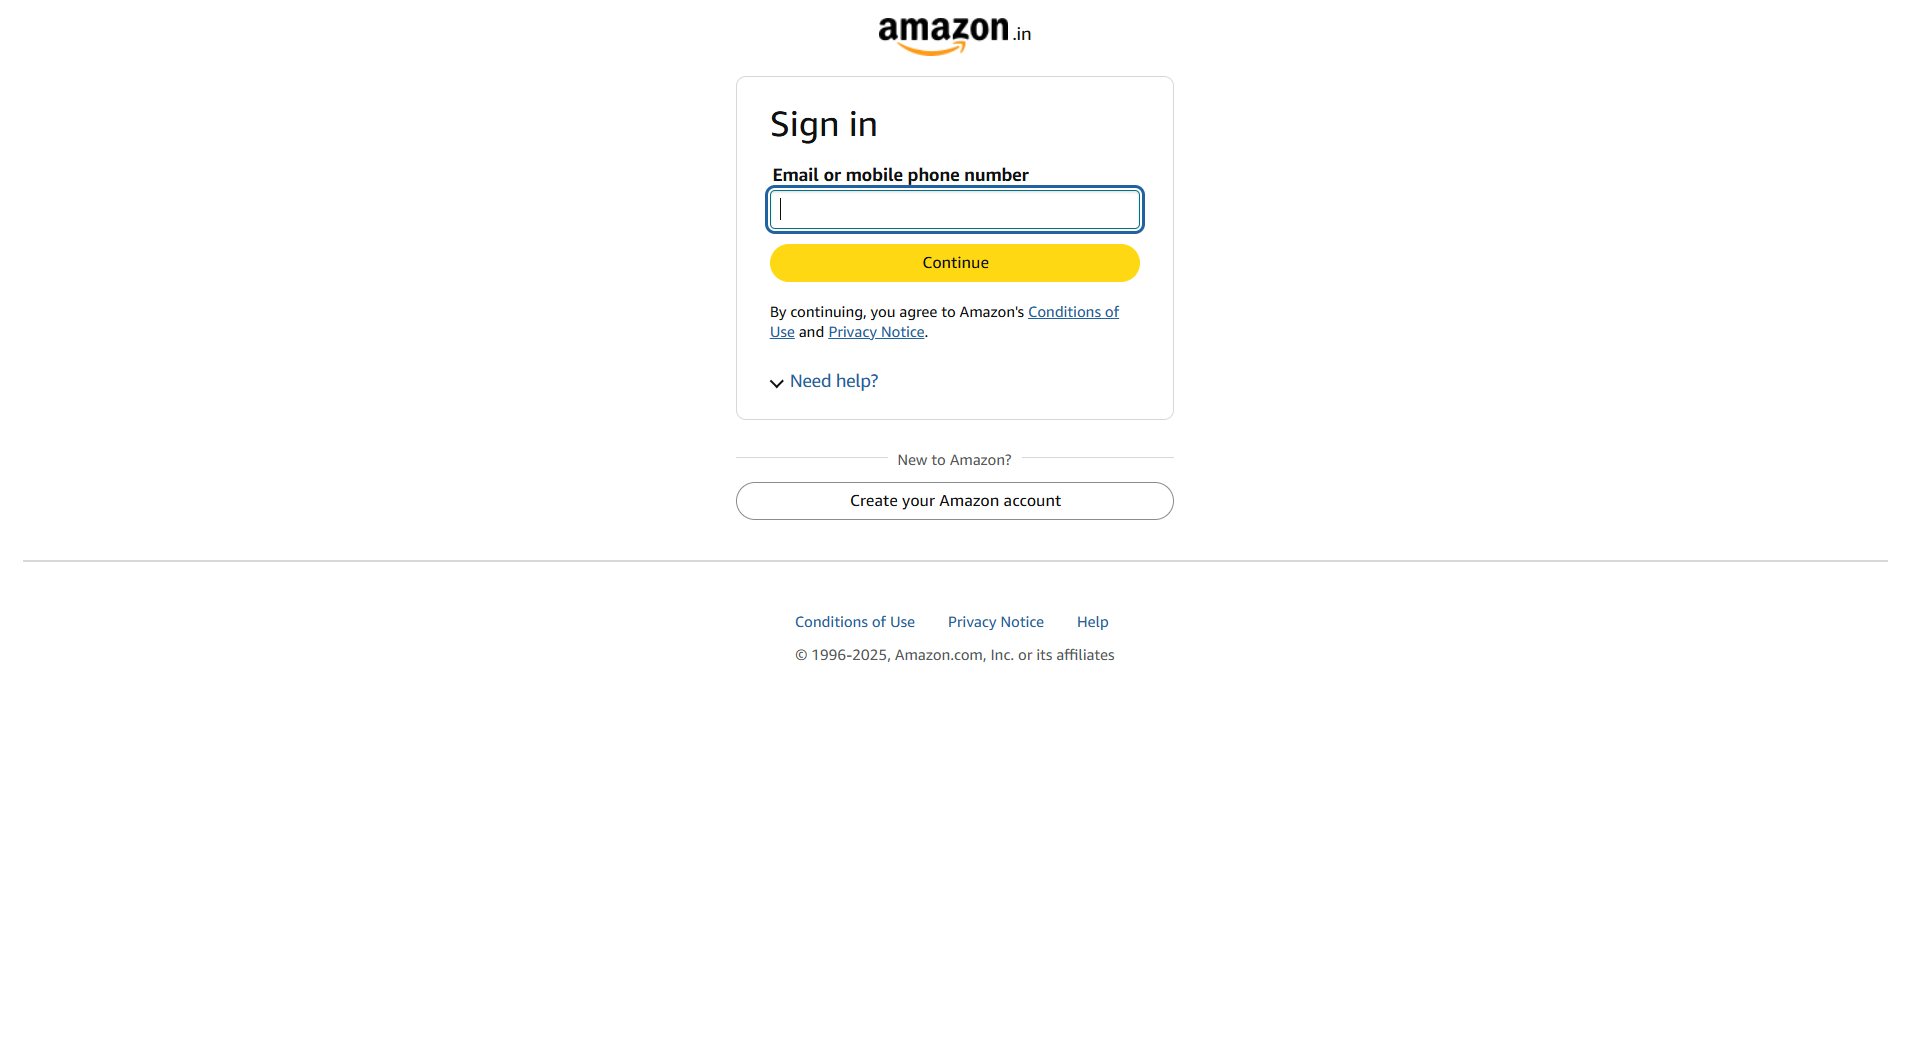 amazon.in
Sign in
Email or mobile phone number
Continue
By continuing, you agree to Amazon's Conditions of
Use and Privacy Notice.
Need help?
New to Amazon?
Create your Amazon account
Conditions of Use Privacy Notice Help
© 1996-2025, Amazon.com, Inc. or its affiliates